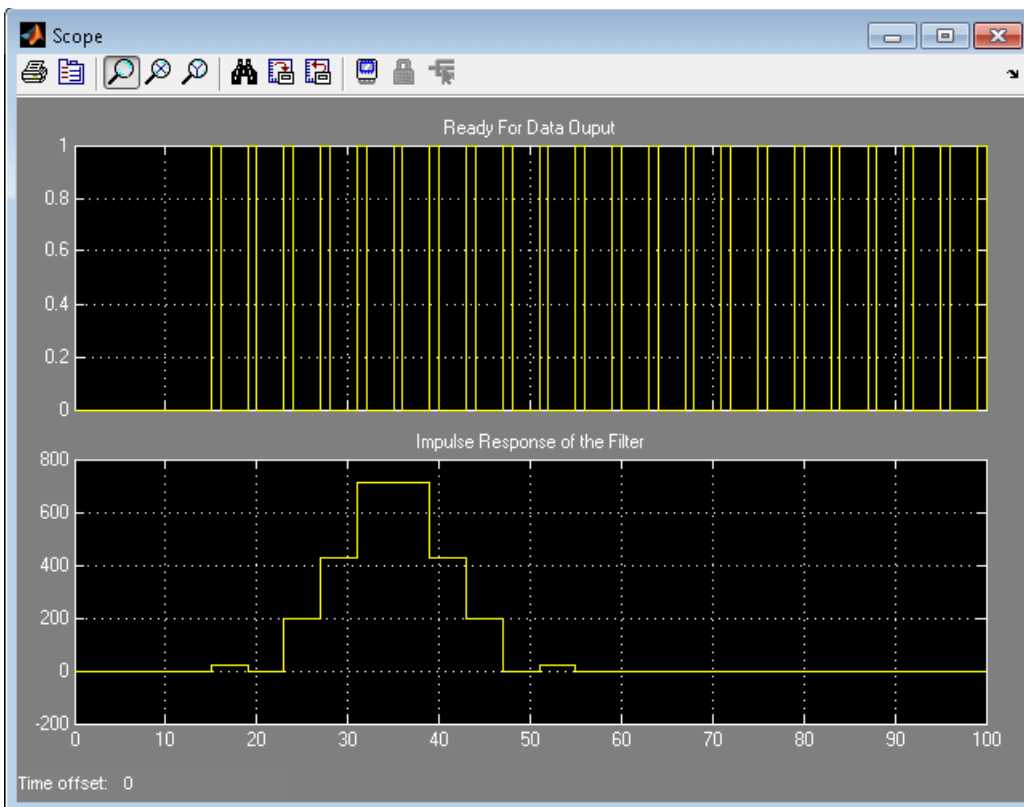 Scope
Ready For Data Ouput
1
0.8
0.6
0.4
0.2
0
Impulse Response of the Filter
800
600
400
200
0
-200
0 10 20 30 40 50 60 70 80 90 100
Time offset: 0